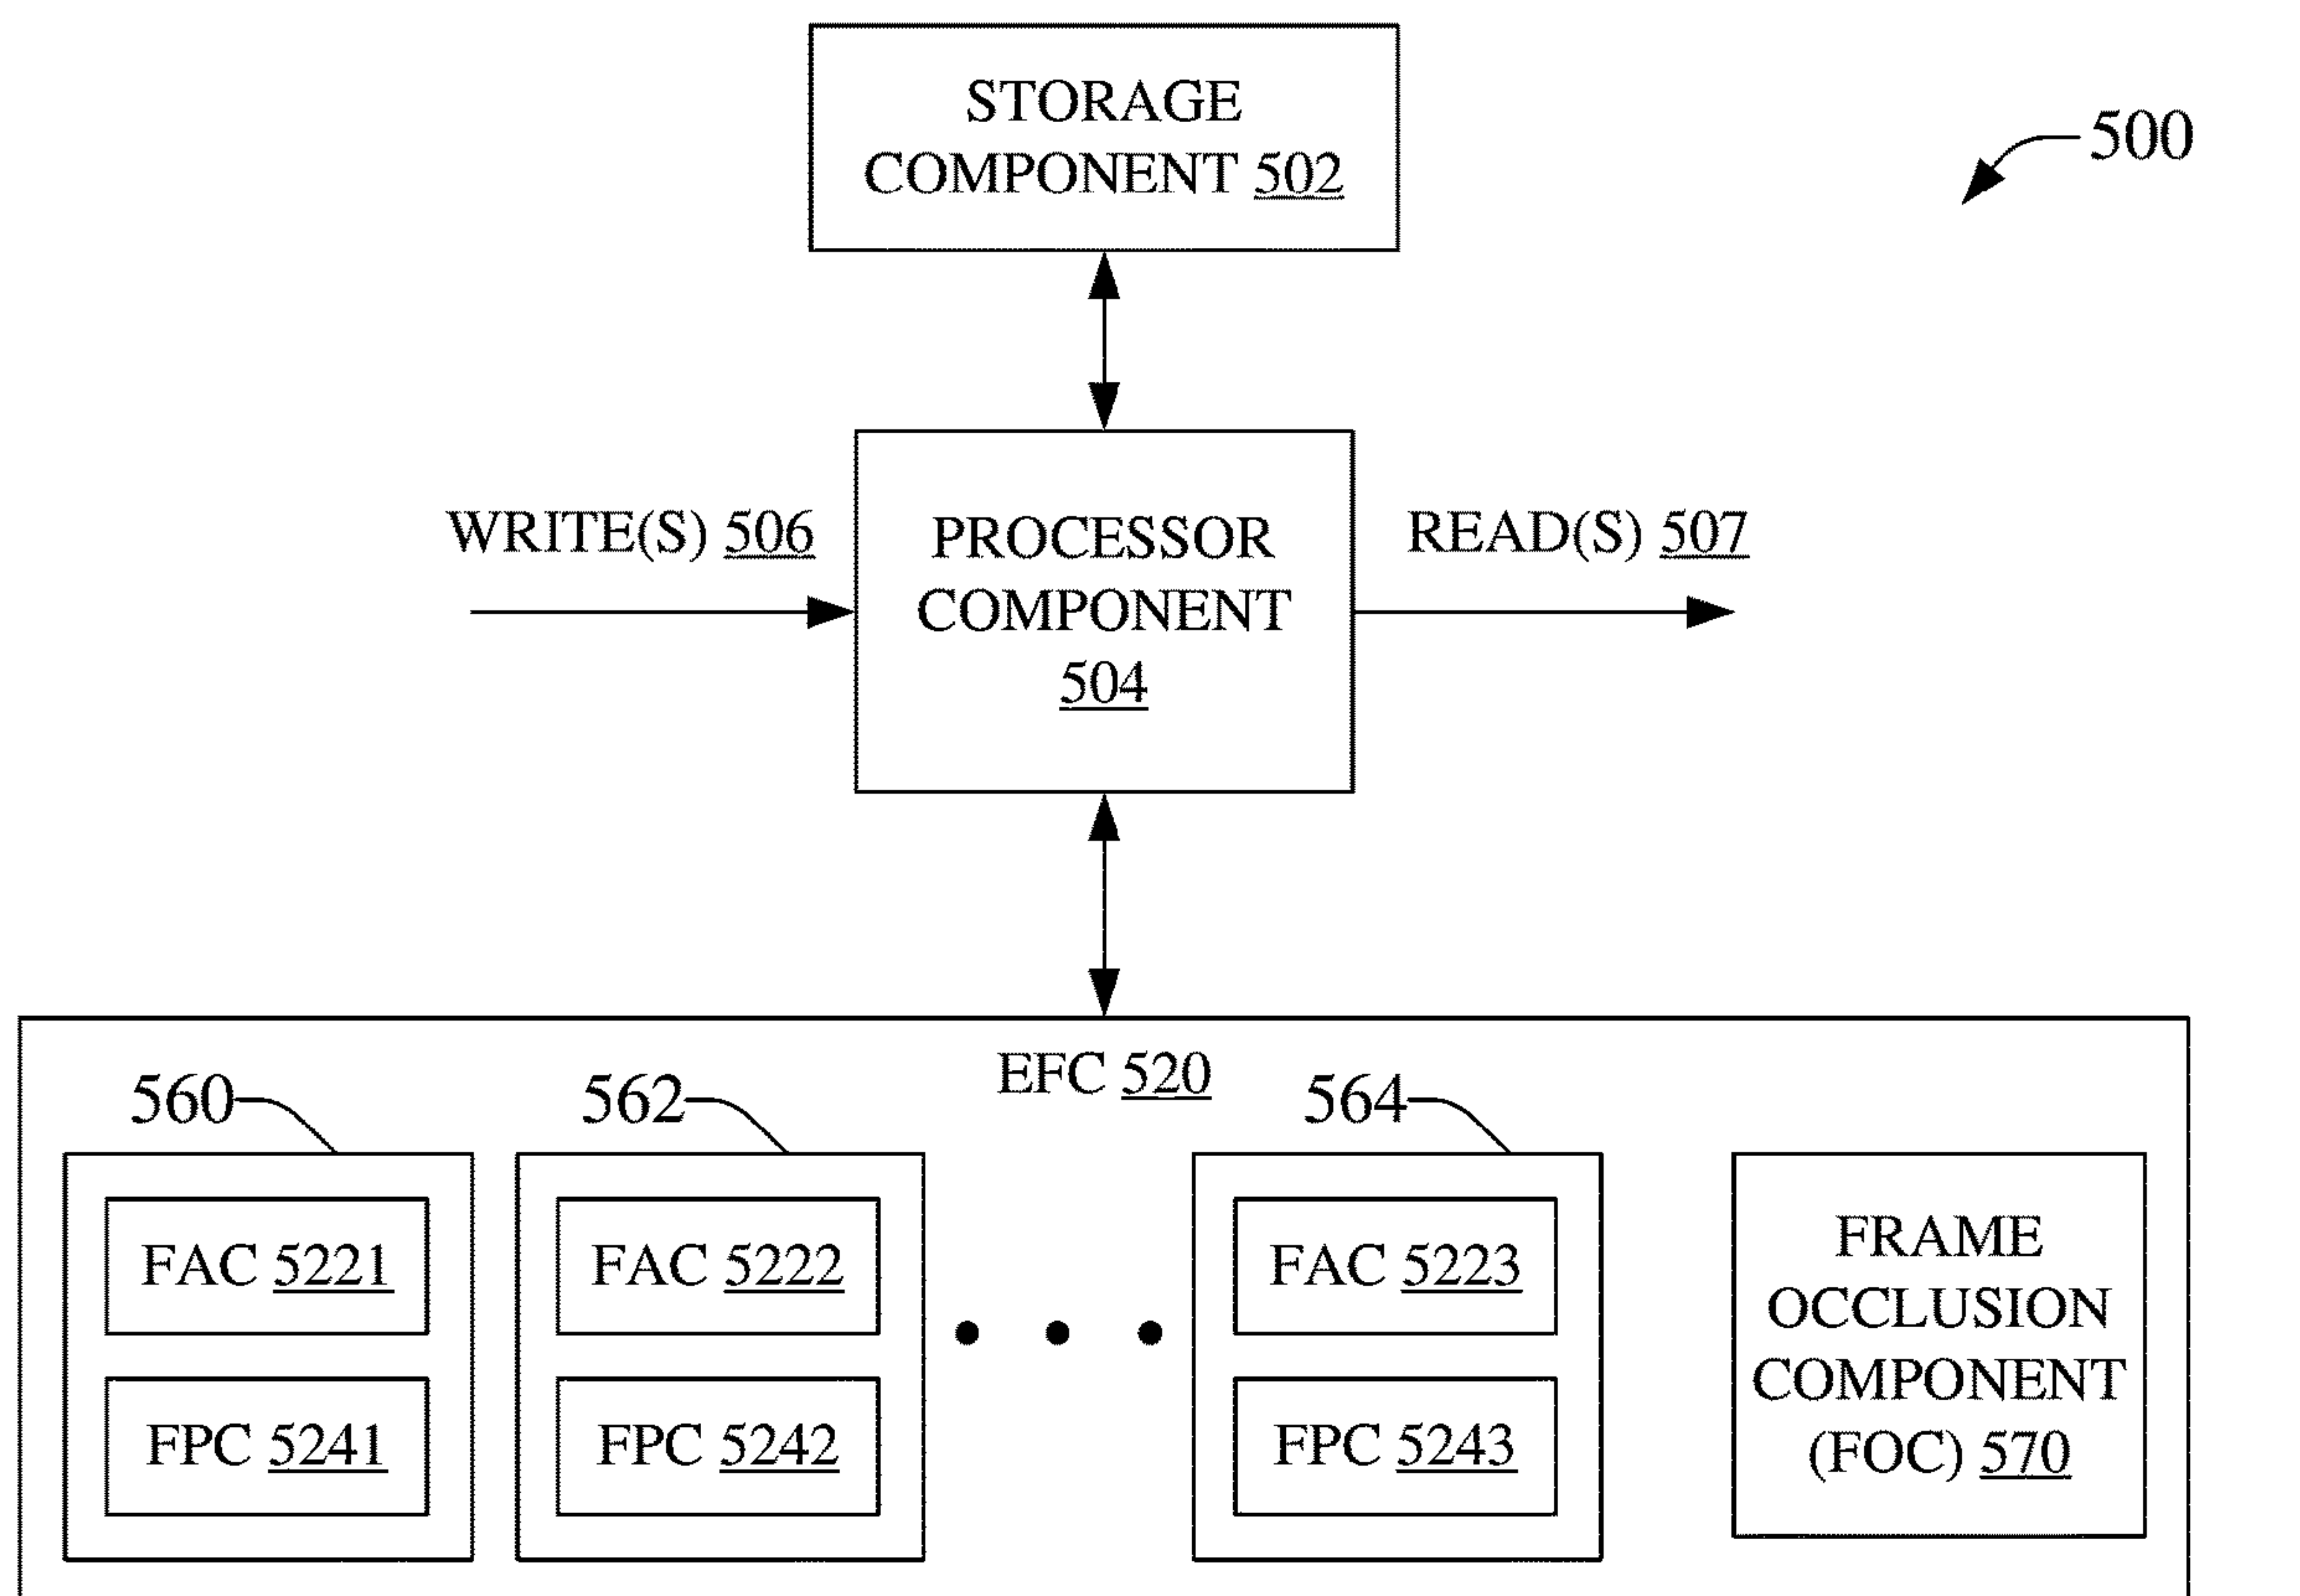 STORAGE
COMPONENT 502
500
WRITE(S) 506
PROCESSOR
COMPONENT
504
READ(S) 507
EFC 520
560
562
564
FAC 5221
FPC 5241
FAC 5222
FPC 5242
• • •
FAC 5223
FPC 5243
FRAME
OCCLUSION
COMPONENT
(FOC) 570